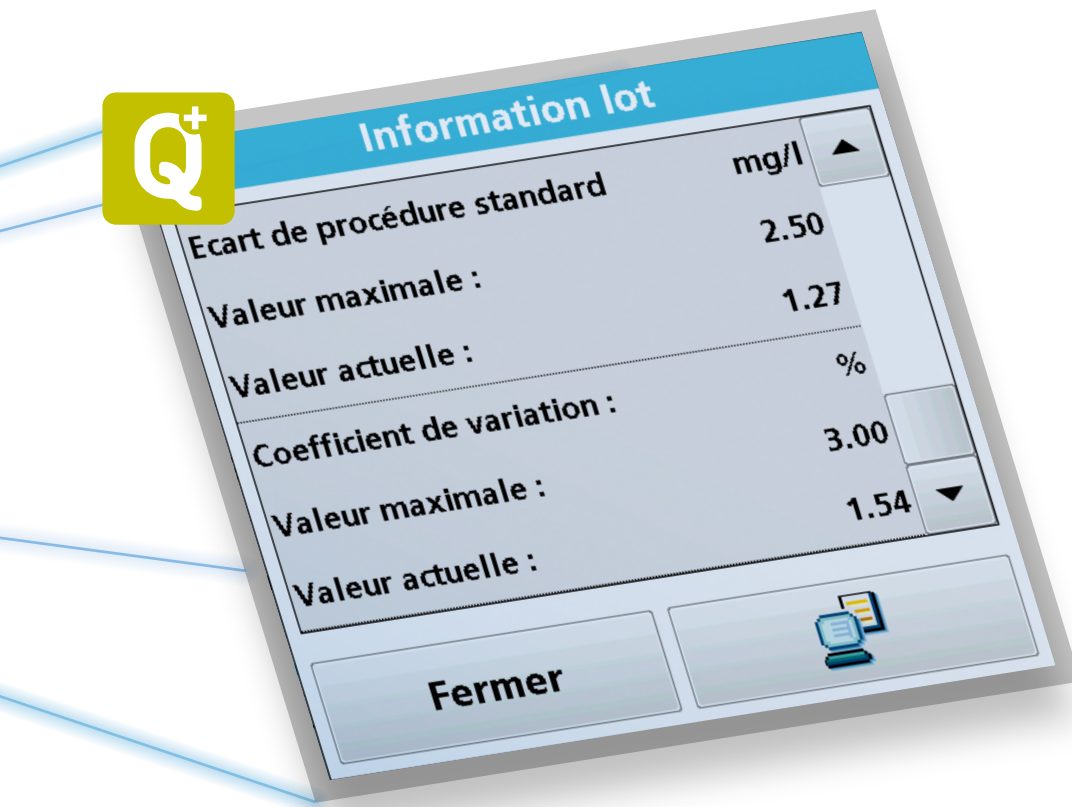 Q+
Information lot
Ecart de procédure standard mg/l
Valeur maximale : 2.50
Valeur actuelle : 1.27
Coefficient de variation : %
Valeur maximale : 3.00
Valeur actuelle : 1.54
Fermer